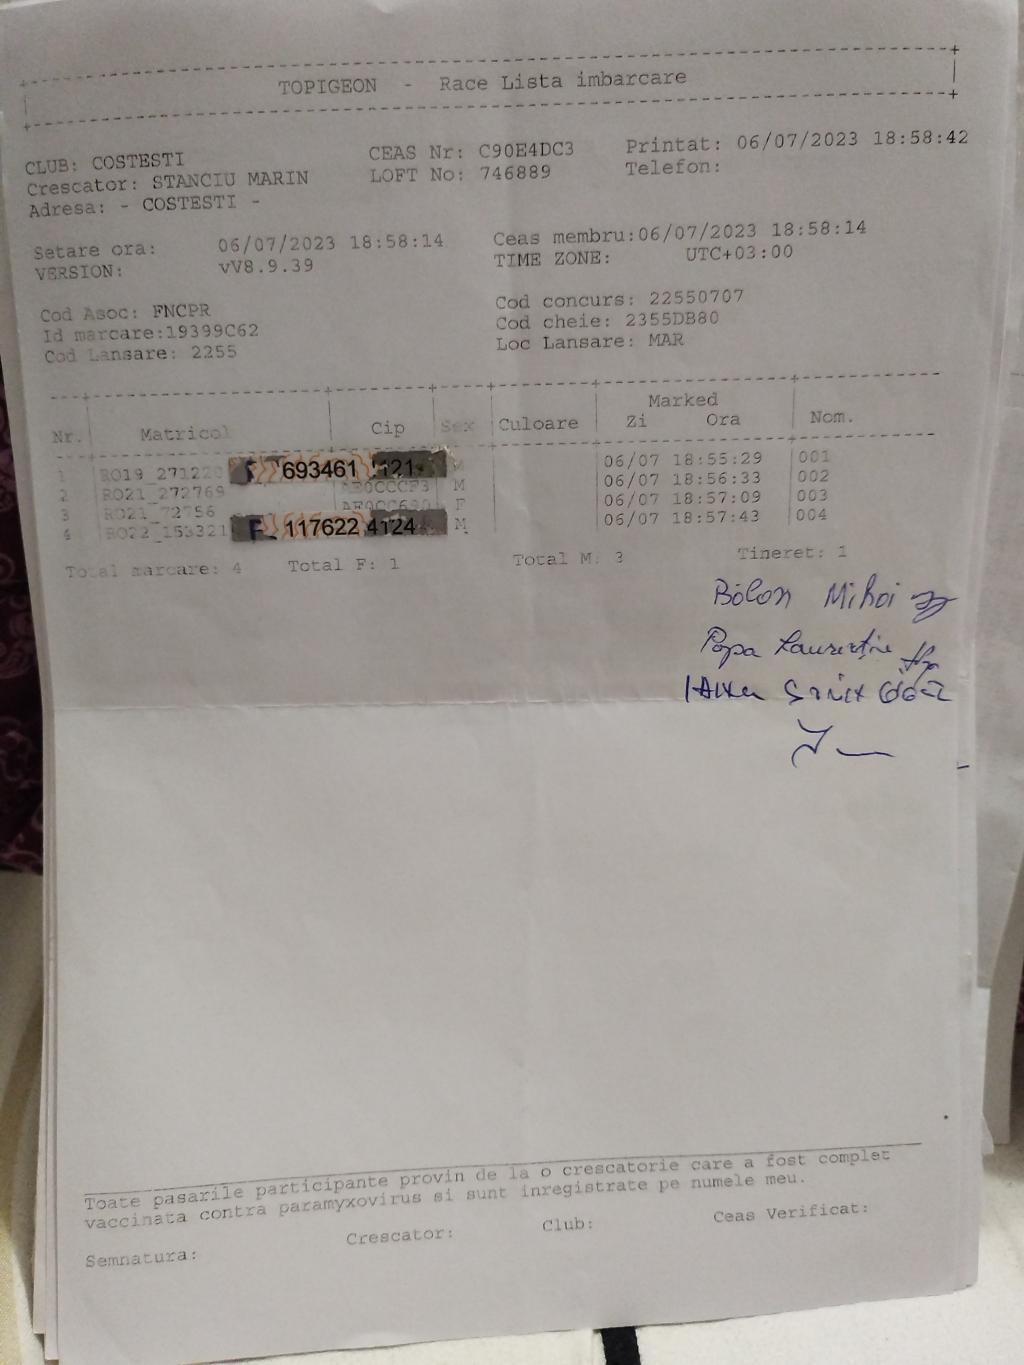 TOPIGEON - Race Lista imbarcare
CLUB: COSTESTI CEAS Nr: C90E4DC3 Printat: 06/07/2023 18:58:42
Crescator: STANCIU MARIN LOFT No: 746889 Telefon:
Adresa: - COSTESTI -
Setare ora: 06/07/2023 18:58:14 Ceas membru:06/07/2023 18:58:14
VERSION: vV8.9.39 TIME ZONE: UTC+03:00
Cod Asoc: FNCPR Cod concurs: 22550707
Id marcare:19399C62 Cod cheie: 2355DB80
Cod Lansare: 2255 Loc Lansare: MAR
Marked
Nr. Matricol Cip Sex Culoare Zi Ora Nom.
1 RO19_271220 693461 M 06/07 18:55:29 001
2 RO21_272769 AE0CCCF3 M 06/07 18:56:33 002
3 RO21_72756 F 06/07 18:57:09 003
4 RO22_153321 117622 4124 M 06/07 18:57:43 004
Total marcare: 4 Total F: 1 Total M: 3 Tineret: 1
Mihai
Popa
Toate pasarile participante provin de la o crescatorie care a fost complet
vaccinata contra paramyxovirus si sunt inregistrate pe numele meu.
Semnatura: Crescator: Club: Ceas Verificat: